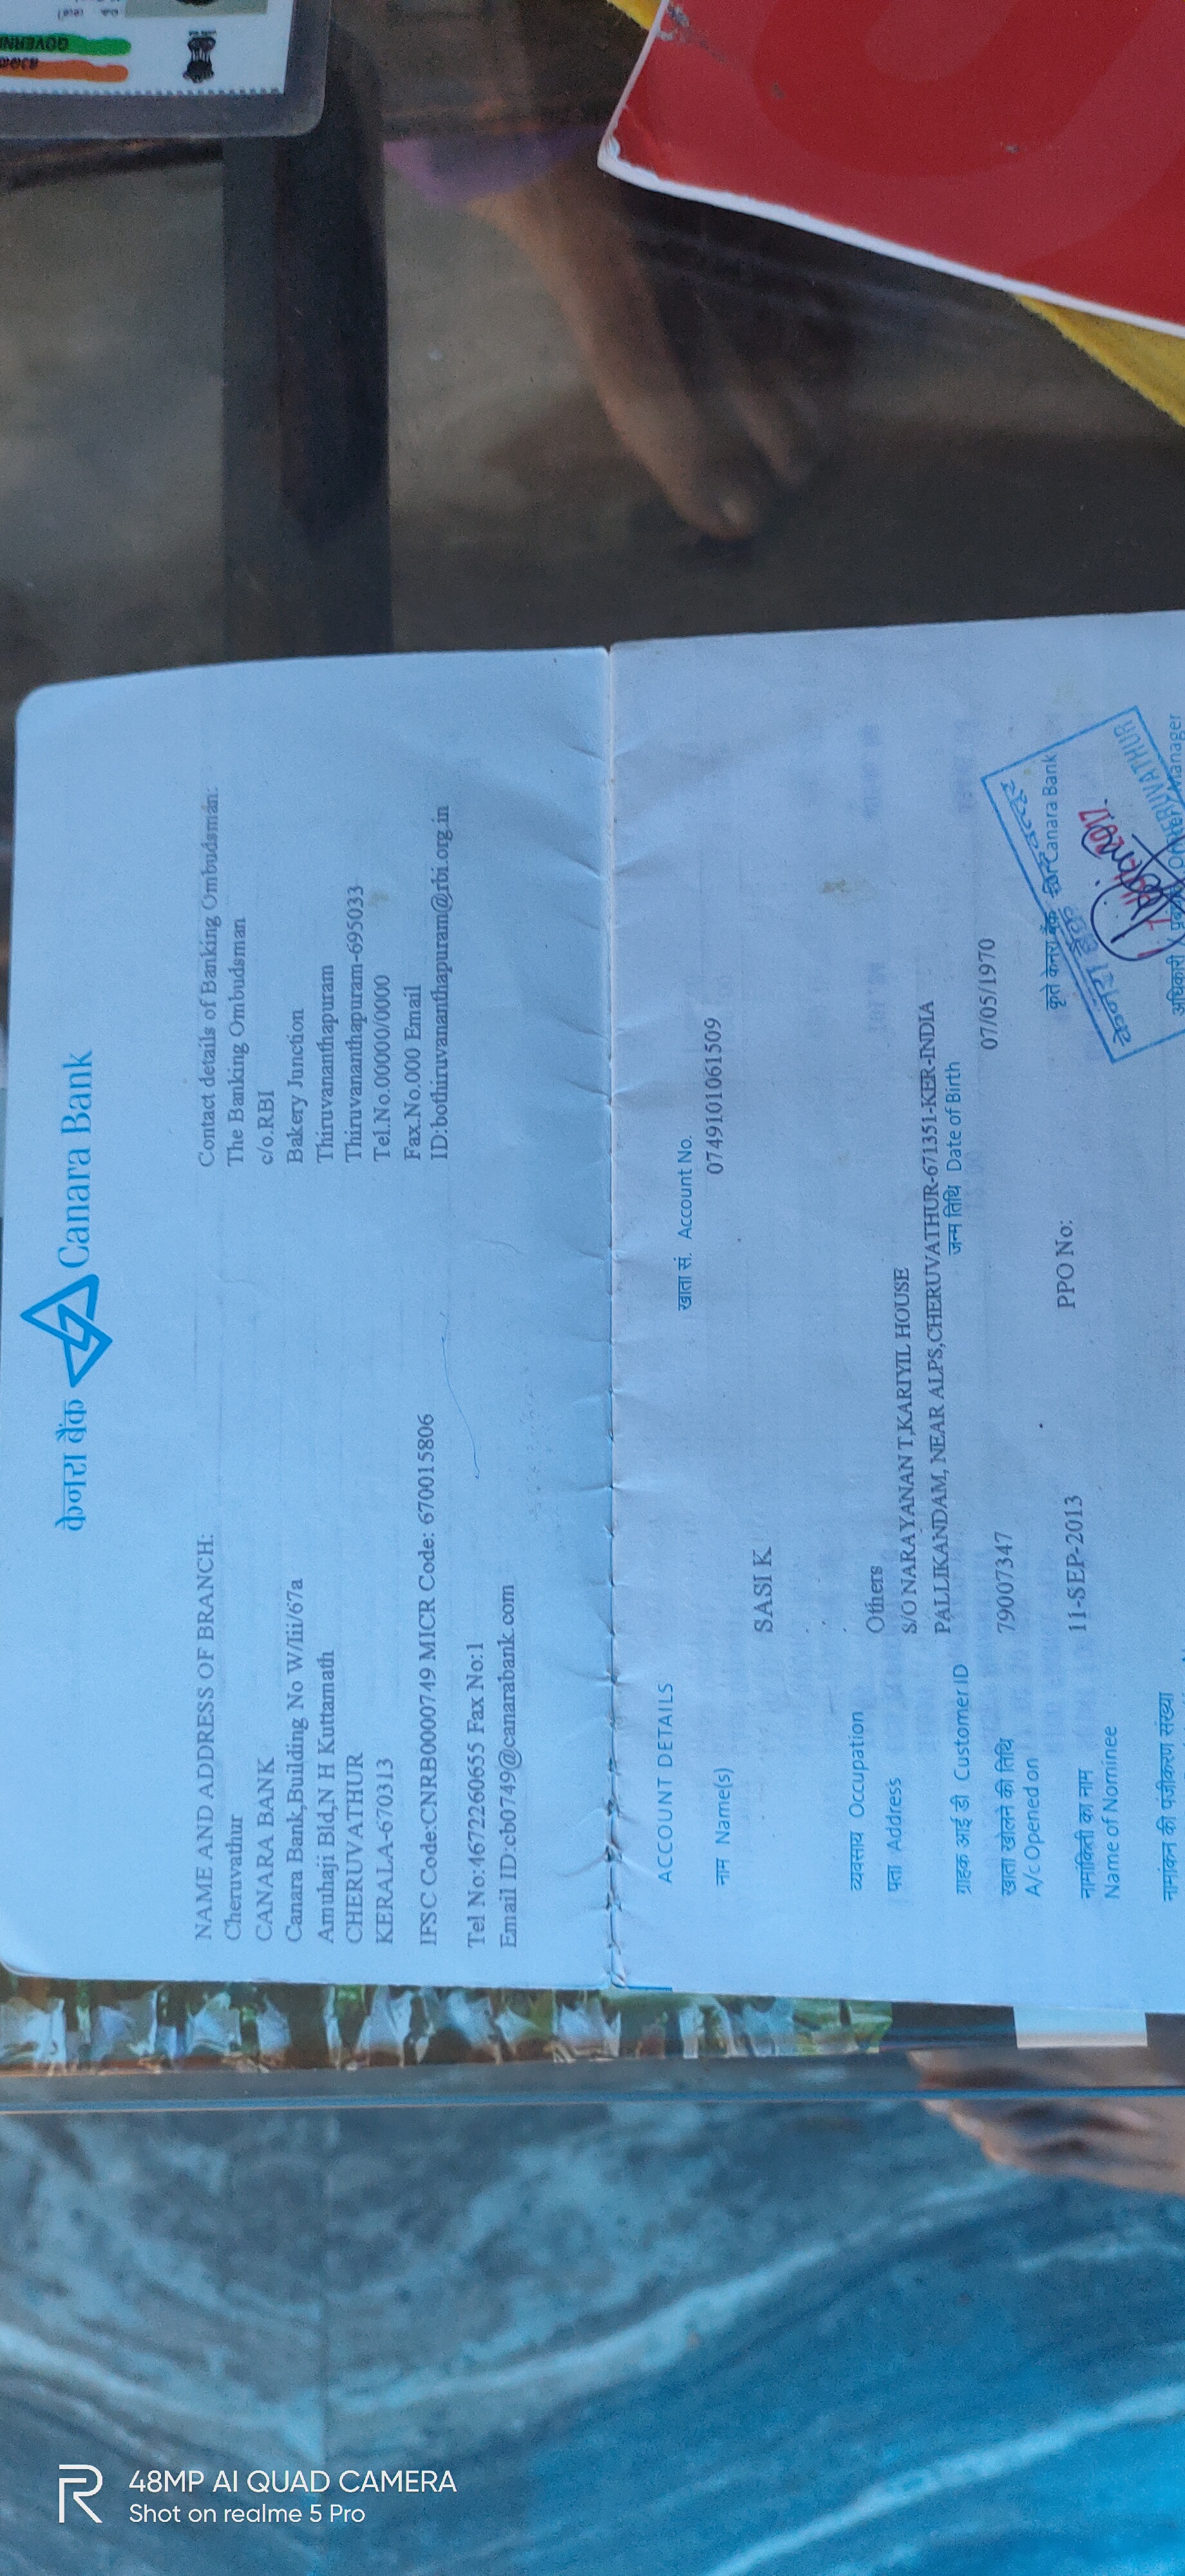 केनरा बैंक Canara Bank
NAME AND ADDRESS OF BRANCH:
Cheruvathur
CANARA BANK
Canara Bank,Building No W/Iii/67a
Amuhaji Bld,N H Kuttamath
CHERUVATHUR
KERALA-670313
IFSC Code:CNRB0000749 MICR Code: 670015806
Tel No:4672260655 Fax No:1
Email ID:cb0749@canarabank.com
Contact details of Banking Ombudsman:
The Banking Ombudsman
c/o.RBI
Bakery Junction
Thiruvananthapuram
Thiruvananthapuram-695033
Tel.No.00000/0000
Fax.No.000 Email
ID:bothiruvananthapuram@rbi.org.in
ACCOUNT DETAILS
खाता सं. Account No.
074910106​1509
नाम Name(s)
SASI K
व्यवसाय Occupation
Others
पता Address
S/O NARAYANAN T,KARIYIL HOUSE
PALLIKANDAM, NEAR ALPS,CHERUVATHUR-671351-KER-INDIA
ग्राहक आई डी Customer ID
79007347
जन्म तिथि Date of Birth
07/05/1970
खाता खोलने की तिथि
A/c Opened on
11-SEP-2013
PPO No:
नामांकिती का नाम
Name of Nominee
नामांकन की पंजीकरण संख्या
कृते केनरा बैंक For Canara Bank
केनरा बैंक
CHERUVATHUR
अधिकारी / प्रबंधक Officer / Manager
GOVERN
48MP AI QUAD CAMERA
Shot on realme 5 Pro